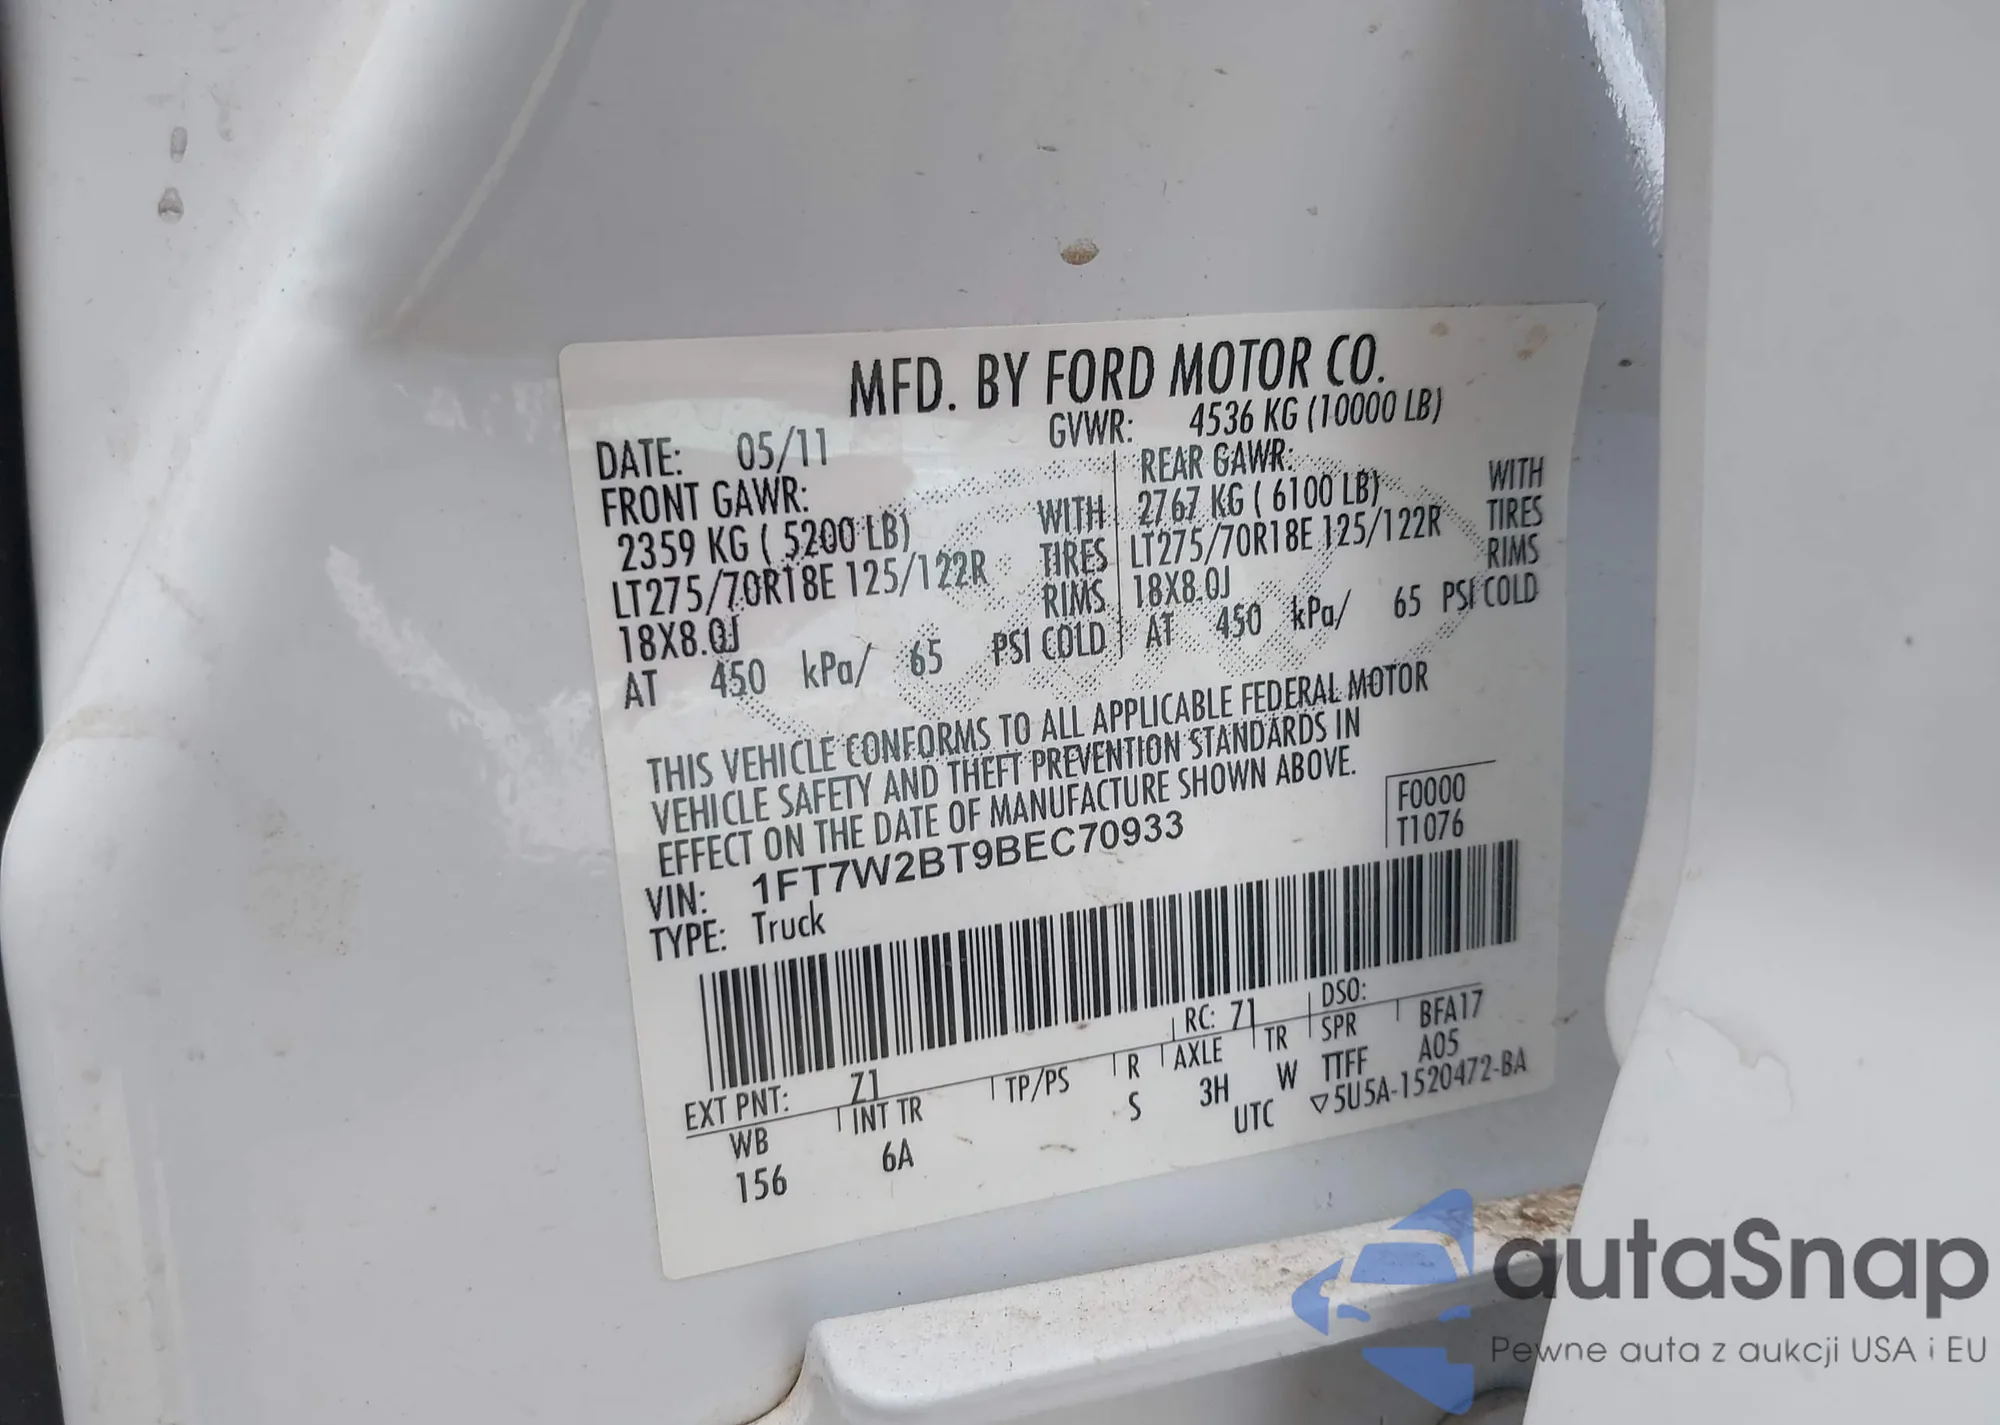 MFD. BY FORD MOTOR CO.
DATE: 05/11 GVWR: 4536 KG (10000 LB)
FRONT GAWR: REAR GAWR:
2359 KG ( 5200 LB) WITH 2767 KG ( 6100 LB) WITH
LT275/70R18E 125/122R TIRES LT275/70R18E 125/122R TIRES
18X8.0J RIMS 18X8.0J RIMS
AT 450 kPa/ 65 PSI COLD AT 450 kPa/ 65 PSI COLD
THIS VEHICLE CONFORMS TO ALL APPLICABLE FEDERAL MOTOR
VEHICLE SAFETY AND THEFT PREVENTION STANDARDS IN
EFFECT ON THE DATE OF MANUFACTURE SHOWN ABOVE.
F0000
VIN: 1FT7W2BT9BEC70933 T1076
TYPE: Truck
EXT PNT: Z1 RC: 71 DSO:
WB INT TR TP/PS R AXLE TR SPR BFA17
156 6A S 3H W TTFF A05
UTC ▽5U5A-1520472-BA
autaSnap
Pewne auta z aukcji USA i EU